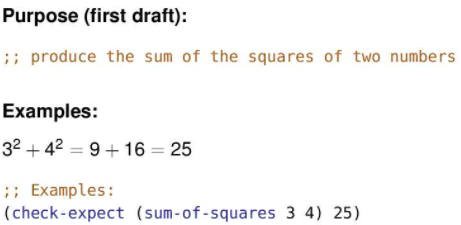 Purpose (first draft):
;; produce the sum of the squares of two numbers
Examples:
3² + 4² = 9 + 16 = 25
;; Examples:
(check-expect (sum-of-squares 3 4) 25)